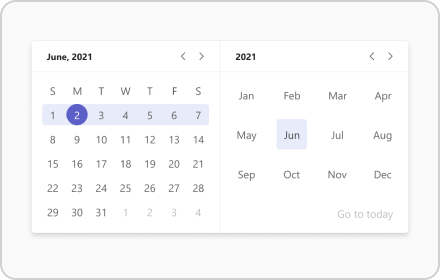 June, 2021
S M T W T F S
1 2 3 4 5 6 7
8 9 10 11 12 13 14
15 16 17 18 19 20 21
22 23 24 25 26 27 28
29 30 31 1 2 3 4
2021
Jan Feb Mar Apr
May Jun Jul Aug
Sep Oct Nov Dec
Go to today